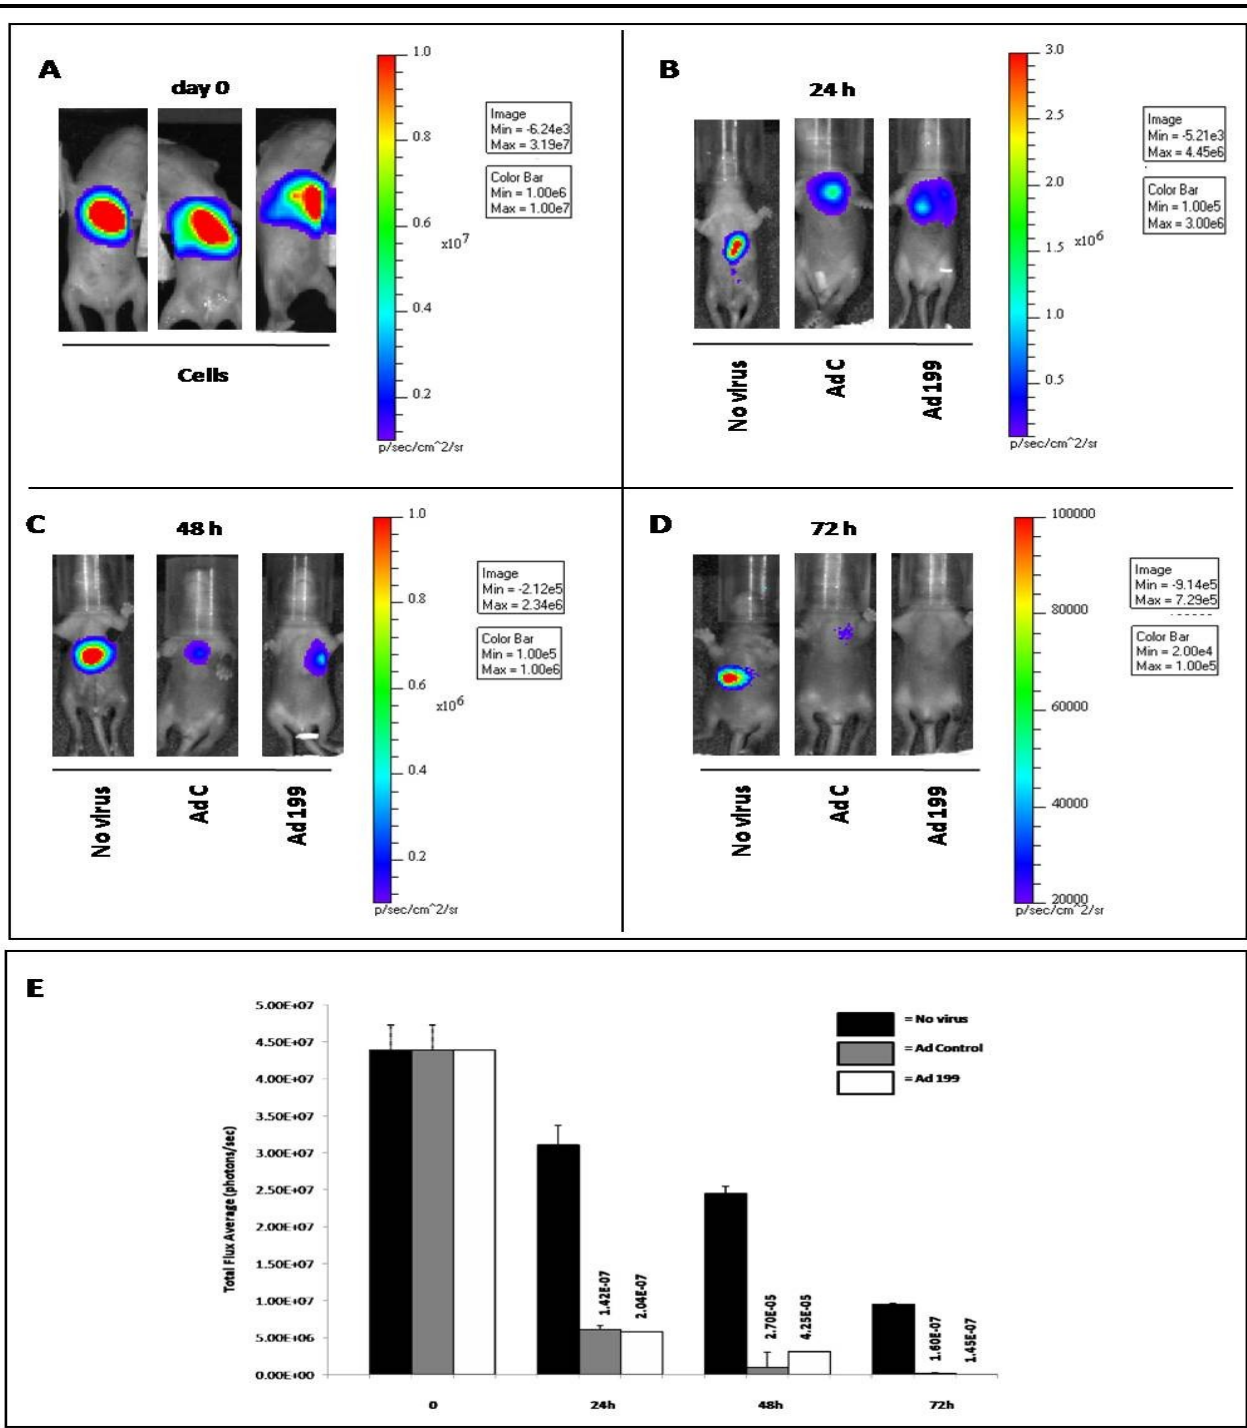 A
day 0
Cells
1.0
0.8
0.6
x10⁷
0.4
0.2
p/sec/cm^2/sr
Image
Min = -6.24e3
Max = 3.19e7
Color Bar
Min = 1.00e6
Max = 1.00e7
B
24 h
No virus
Ad C
Ad 199
3.0
2.5
2.0
1.5
x10⁶
1.0
0.5
p/sec/cm^2/sr
Image
Min = -5.21e3
Max = 4.45e6
Color Bar
Min = 1.00e5
Max = 3.00e6
C
48 h
No virus
Ad C
Ad 199
1.0
0.8
0.6
x10⁶
0.4
0.2
p/sec/cm^2/sr
Image
Min = -2.12e5
Max = 2.34e6
Color Bar
Min = 1.00e5
Max = 1.00e6
D
72 h
No virus
Ad C
Ad 199
100000
80000
60000
40000
20000
p/sec/cm^2/sr
Image
Min = -9.14e5
Max = 7.29e5
Color Bar
Min = 2.00e4
Max = 1.00e5
E
Total Flux Average (photons/sec)
5.00E+07
4.50E+07
4.00E+07
3.50E+07
3.00E+07
2.50E+07
2.00E+07
1.50E+07
1.00E+07
5.00E+06
0.00E+00
= No virus
= Ad Control
= Ad 199
1.42E-07
2.04E-07
2.70E-05
4.25E-05
1.60E-07
1.45E-07
0
24h
48h
72h